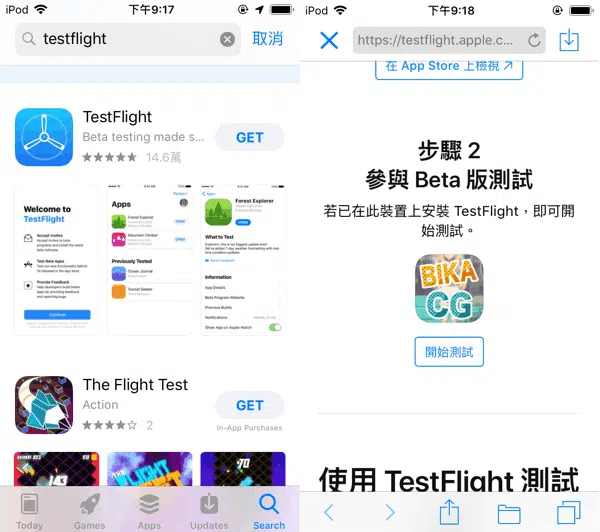 iPod 下午9:17
testflight
取消
TestFlight
Beta testing made s...
GET
14.6萬
Welcome to
TestFlight
Accept Invites
Test Beta Apps
Provide Feedback
Continue
Apps
Forest Explorer
OPEN
Mountain Climber
OPEN
Previously Tested
Ocean Journal
Sunset Seeker
Apps
Forest Explorer
OPEN
What to Test
Information
App Details
Beta Program Website
Previous Builds
Notifications
Show App on Apple Watch
The Flight Test
Action
GET
2
In-App Purchases
143
70
Today
Games
Apps
Updates
Search
iPod 下午9:18
https://testflight.apple.c...
在 App Store 上檢視 ↗
步驟 2
參與 Beta 版測試
若已在此裝置上安裝 TestFlight，即可開
始測試。
BIKA
CG
開始測試
使用 TestFlight 測試